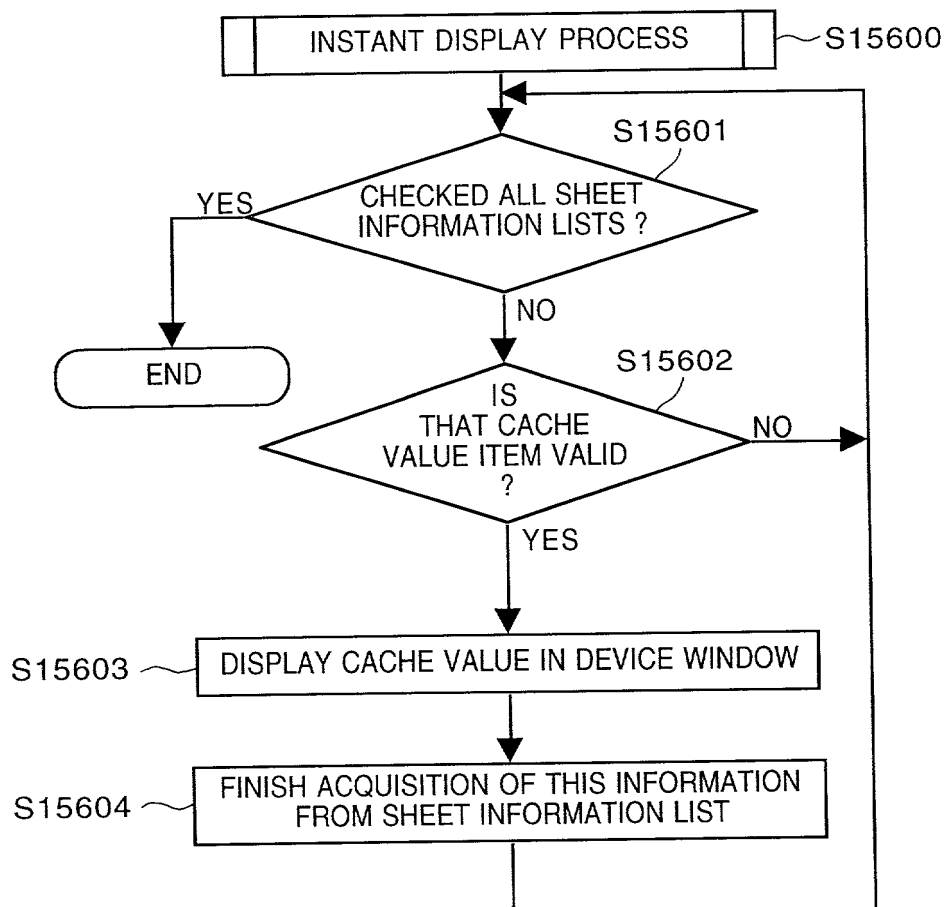 INSTANT DISPLAY PROCESS
S15600
S15601
CHECKED ALL SHEET
INFORMATION LISTS ?
YES
NO
END
S15602
IS
THAT CACHE
VALUE ITEM VALID
?
NO
YES
S15603
DISPLAY CACHE VALUE IN DEVICE WINDOW
S15604
FINISH ACQUISITION OF THIS INFORMATION
FROM SHEET INFORMATION LIST